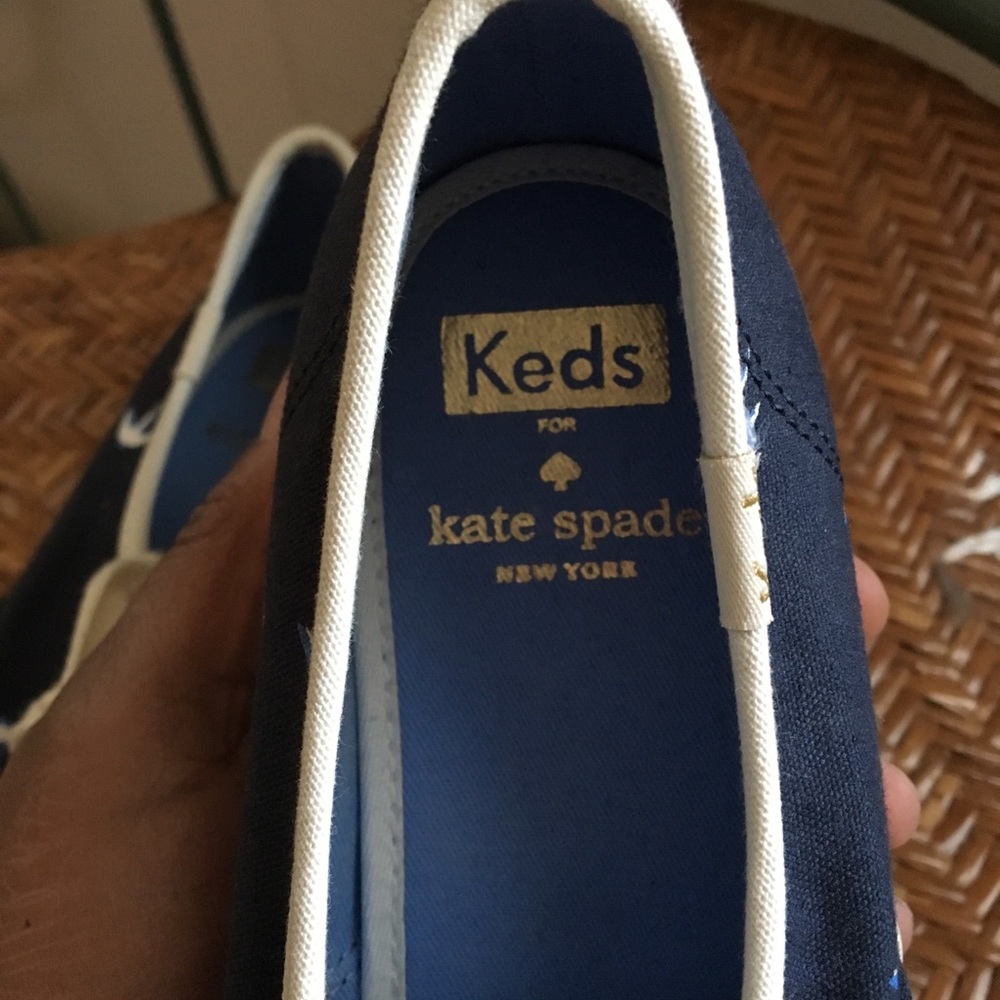 Keds
FOR
kate spade
NEW YORK